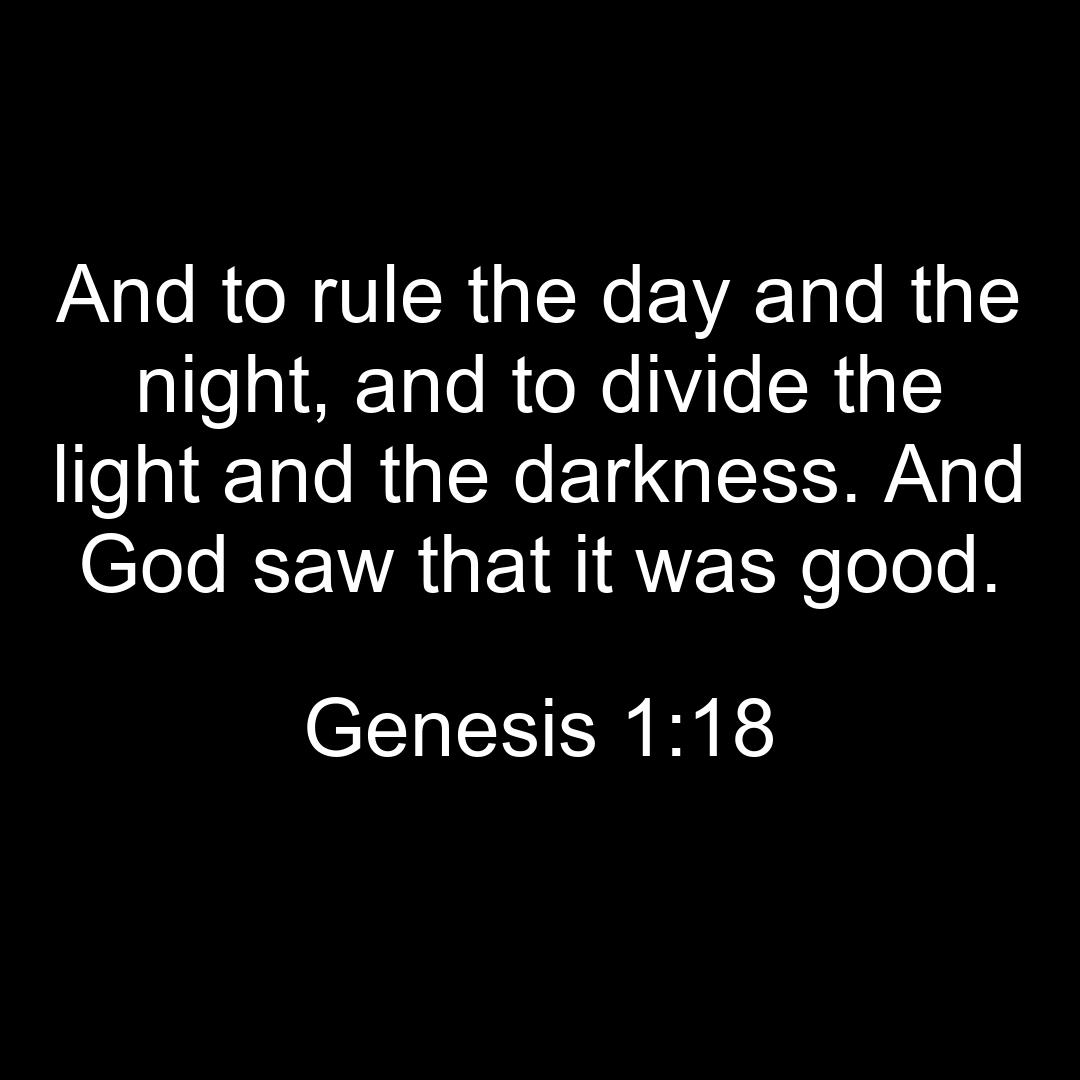 And to rule the day and the
night, and to divide the
light and the darkness. And
God saw that it was good.
Genesis 1:18